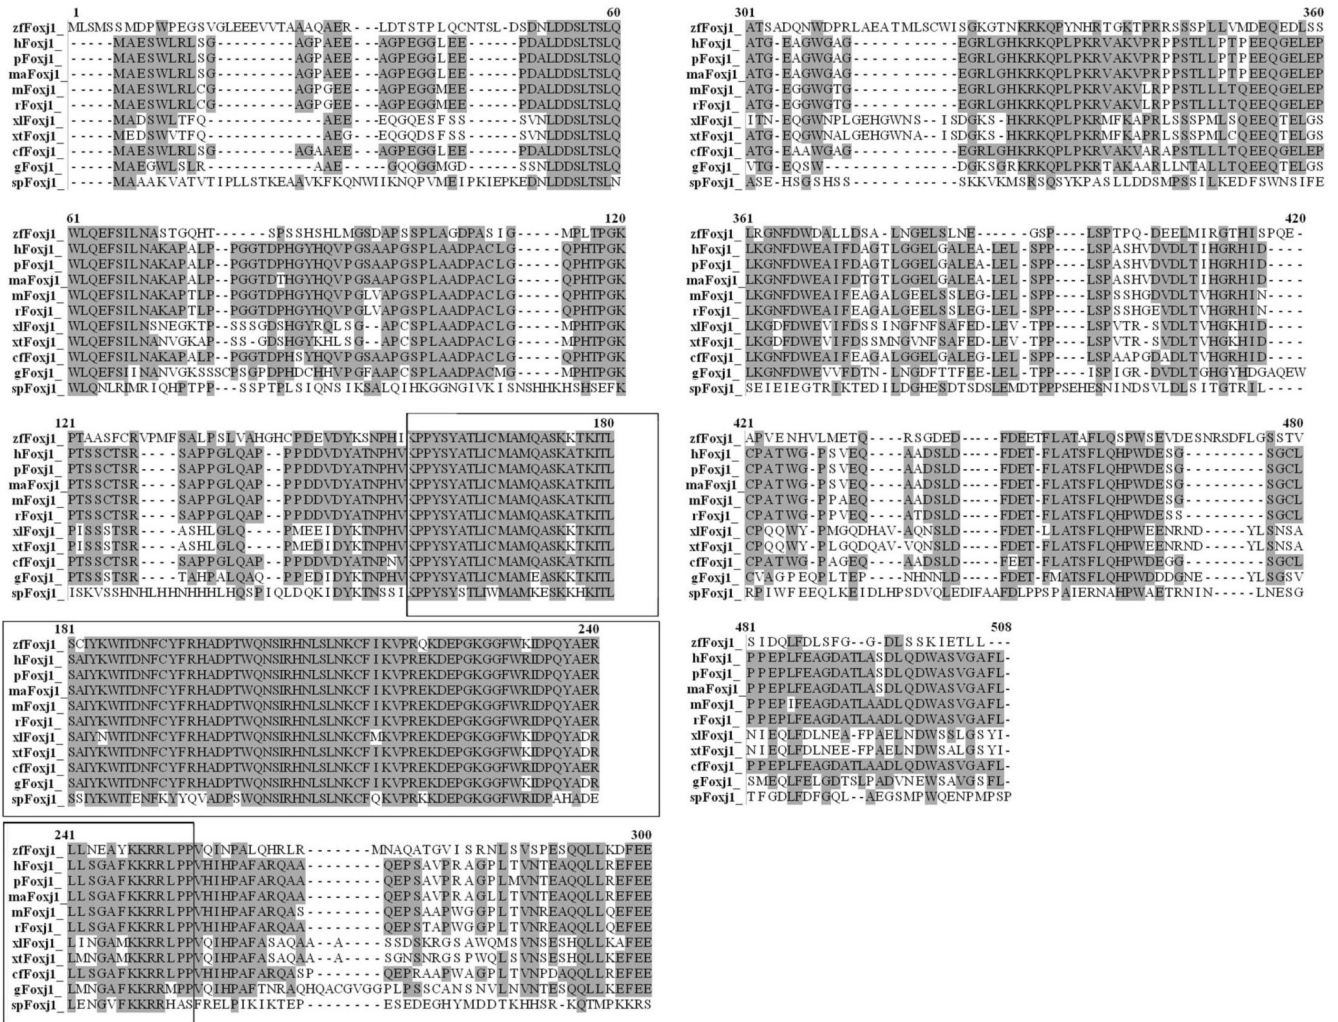 1 60
zfFoxj1_ MLSMSSMDPWPEGSVGLEEEVVTAAAQAER---LDTSTPLQCNTSL-DSDNLDDSLTSLQ
hFoxj1_ -----MAESWLRLSG---------AGPAEE---AGPEGGLEE-----PDALDDSLTSLQ
pFoxj1_ -----MAESWLRLSG---------AGPAEE---AGPEGGLEE-----PDALDDSLTSLQ
maFoxj1_ -----MAESWLRLSG---------AGPAEE---AGPEGGLEE-----PDALDDSLTSLQ
mFoxj1_ -----MAESWLRLCG---------AGPGEE---AGPEGGMEE-----PDALDDSLTSLQ
rFoxj1_ -----MAESWLRLCG---------AGPGEE---AGPEGGMEE-----PDALDDSLTSLQ
xlFoxj1_ -----MADSWLTFQ------------AEE---EQGQESFSS-----SVNLDDSLTSLQ
xtFoxj1_ -----MEDSWVTFQ------------AEG---EQGQDSFSS-----SVNLDDSLTSLQ
cfFoxj1_ -----MAESWLRLSG---------AGAAEE---AGPEGGLEE-----PDALDDSLTSLQ
gFoxj1_ -----MAEGWLSLR-----------AAE-----GQQGGMGD-----SSNLDDSLTSLQ
spFoxj1_ -----MAAAKVATVTIPLLSTKEAAVKFKQNWIIKNQPVMEIPKIEPKEDNLDDSLTSLN
61 120
zfFoxj1_ WLQEFSILNASTGQHT-----SPSSHSHLMGSDAPSSPLAGDPASIG----MPLTPGK
hFoxj1_ WLQEFSILNAKAPALP--PGGTDPHGYHQVPGSAAPGSPLAADPACLG----QPHTPGK
pFoxj1_ WLQEFSILNAKAPALP--PGGTDPHGYHQVPGSAAPGSPLAADPACLG----QPHTPGK
maFoxj1_ WLQEFSILNAKAPALP--PGGTDTHGYHQVPGSAAPGSPLAADPACLG----QPHTPGK
mFoxj1_ WLQEFSILNAKAPTLP--PGGTDPHGYHQVPGLVAPGSPLAADPACLG----QPHTPGK
rFoxj1_ WLQEFSILNAKAPTLP--PGGTDPHGYHQVPGLVAPGSPLAADPACLG----QPHTPGK
xlFoxj1_ WLQEFSILNSNEGKTP--SSSGDSHGYRQLSG--APCSPLAADPACLG----MPHTPGK
xtFoxj1_ WLQEFSILNANVGKAPS--SS-GDSHGYKHLSG--APCSPLAADPACLG----MPHTPGK
cfFoxj1_ WLQEFSILNAKAPALP--PGGTDPHSYHQVPGSAAPGSPLAADPACLG----QPHTPGK
gFoxj1_ WLQEFSIINANVGKSSSCPSGPDPHDCHHVPGFAAPCSPLAADPACMG----MPHTPGK
spFoxj1_ WLQNLRIMRIQHPTPP---SSPTPLSIQNSIKSALQIHKGGNGIVKISNSHHKHSHSEFK
121 180
zfFoxj1_ PTAASFCRVPMFSALPSLVAHGHCPDEVDYKSNPHIKPPYSYATLICMAMQASKKTKITL
hFoxj1_ PTSSCTSR----SAPPGLQAP--PPDDVDYATNPHVKPPYSYATLICMAMQASKATKITL
pFoxj1_ PTSSCTSR----SAPPGLQAP--PPDDVDYATNPHVKPPYSYATLICMAMQASKATKITL
maFoxj1_ PTSSCTSR----SAPPGLQAP--PPDDVDYATNPHVKPPYSYATLICMAMQASKATKITL
mFoxj1_ PTSSCTSR----SAPPGLQAP--PPDDVDYATNPHVKPPYSYATLICMAMQASKATKITL
rFoxj1_ PTSSCTSR----SAPPGLQAP--PPDDVDYATNPHVKPPYSYATLICMAMQASKATKITL
xlFoxj1_ PISSSTSR----ASHLGLQ----PMEEIDYKTNPHVKPPYSYATLICMAMQASKKTKITL
xtFoxj1_ PISSSTSR----ASHLGLQ----PMEDIDYKTNPHVKPPYSYATLICMAMQASKKTKITL
cfFoxj1_ PTSSCTSR----SAPPGLQAP--PPDDVDYATNPNVKPPYSYATLICMAMQASKATKITL
gFoxj1_ PTSSSTSR----TAHPALQAQ--PPEDIDYKTNPHVKPPYSYATLICMAMEASKKTKITL
spFoxj1_ ISKVSSHNHLHHNHHHLHQSPIQLDQKIDYKTNSSIKPPYSYSTLIWMAMKESKKHKITL
181 240
zfFoxj1_ SCIYKWITDNFCYFRHADPTWQNSIRHNLSLNKCFIKVPRQKDEPGKGGFWKIDPQYAER
hFoxj1_ SAIYKWITDNFCYFRHADPTWQNSIRHNLSLNKCFIKVPREKDEPGKGGFWRIDPQYAER
pFoxj1_ SAIYKWITDNFCYFRHADPTWQNSIRHNLSLNKCFIKVPREKDEPGKGGFWRIDPQYAER
maFoxj1_ SAIYKWITDNFCYFRHADPTWQNSIRHNLSLNKCFIKVPREKDEPGKGGFWRIDPQYAER
mFoxj1_ SAIYKWITDNFCYFRHADPTWQNSIRHNLSLNKCFIKVPREKDEPGKGGFWRIDPQYAER
rFoxj1_ SAIYKWITDNFCYFRHADPTWQNSIRHNLSLNKCFIKVPREKDEPGKGGFWRIDPQYAER
xlFoxj1_ SAIYNWITDNFCYFRHADPTWQNSIRHNLSLNKCFMKVPREKDEPGKGGFWKIDPQYADR
xtFoxj1_ SAIYKWITDNFCYFRHADPTWQNSIRHNLSLNKCFIKVPREKDEPGKGGFWKIDPQYADR
cfFoxj1_ SAIYKWITDNFCYFRHADPTWQNSIRHNLSLNKCFIKVPREKDEPGKGGFWRIDPQYAER
gFoxj1_ SAIYKWITDNFCYFRHADPTWQNSIRHNLSLNKCFIKVPREKDEPGKGGFWKIDPQYADR
spFoxj1_ SSIYKWITENFKYYQVADPSWQNSIRHNLSLNKCFQKVPRKKDEPGKGGFWRIDPAHADE
241 300
zfFoxj1_ LLNEAYKKRRLPPVQINPALQHRLR-------MNAQATGVISRNLSVSPESQQLLKDFEE
hFoxj1_ LLSGAFKKRRLPPVHIHPAFARQAA--------QEPSAVPRAGPLTVNTEAQQLLREFEE
pFoxj1_ LLSGAFKKRRLPPVHIHPAFARQAA--------QEPSAVPRAGPLMVNTEAQQLLREFEE
maFoxj1_ LLSGAFKKRRLPPVHIHPAFARQAA--------QEPSAVPRAGLLTVNTEAQQLLREFEE
mFoxj1_ LLSGAFKKRRLPPVHIHPAFARQAS--------QEPSAAPWGGPLTVNREAQQLLQEFEE
rFoxj1_ LLSGAFKKRRLPPVHIHPAFARQAA--------QEPSTAPWGGPLTVNREAQQLLQEFEE
xlFoxj1_ LINGAMKKRRLPPVQIHPAFASAQAA--A----SSDSKRGSAWQMSVNSESHQLLKAFEE
xtFoxj1_ LMNGAMKKRRLPPVQIHPAFASAQAA--A----SGNSNRGSPWQLSVNSESHQLLKEFEE
cfFoxj1_ LLSGAFKKRRLPPVHIHPAFARQASP-------QEPRAAPWAGPLTVNPDAQQLLREFEE
gFoxj1_ LMNGAFKKRRMPPVQIHPAFTNRAQHQACGVGGPLPSSCANSNVLNVNTESQQLLKEFEE
spFoxj1_ LENGVFKKRRHASFRELPIKIKTEP--------ESEDEGHYMDDTKHHSR-KQTMPKKRS
301 360
zfFoxj1_ ATSADQNWDPRLAEATMLSCWISGKGTNKRKQPYNHRTGKTPRRSSSPLLVMDEQEDLSS
hFoxj1_ ATG-EAGWGAG-----------EGRLGHKRKQPLPKRVAKVPRPPSTLLPTPEEQGELEP
pFoxj1_ ATG-EAGWGAG-----------EGRLGHKRKQPLPKRVAKVPRPPSTLLPTPEEQGELEP
maFoxj1_ ATG-EAGWGAG-----------EGRLGHKRKQPLPKRVAKVPRPPSTLLPTPEEQGELEP
mFoxj1_ ATG-EGGWGTG-----------EGRLGHKRKQPLPKRVAKVLRPPSTLLLTQEEQGELEP
rFoxj1_ ATG-EGGWGTG-----------EGRLGHKRKQPLPKRVAKVLRPPSTLLLTQEEQGELEP
xlFoxj1_ ITN-EQGWNPLGEHGWNS--ISDGKS-HKRKQPLPKRMFKAPRLSSSPMLSQEEQTELGS
xtFoxj1_ ATG-EQGWNALGEHGWNA--ISDGKS-HKRKQPLPKRMFKAPRLSSSPMLCQEEQTELGS
cfFoxj1_ ATG-EAAWGAG-----------EGRLGHKRKQPLPKRVAKVARAPSTLLLTQEEQGELEP
gFoxj1_ VTG-EQSW--------------DGKSGRKRKQPLPKRTAKAARLLNTALLTQEEQTELGS
spFoxj1_ ASE-HSGSHSS-----------SKKVKMSRSQSYKPASLLDDSMPSSILKEDFSWNSIFE
361 420
zfFoxj1_ LRGNFDWDALLDSA-LNGELSLNE----GSP--LSPTPQ-DEELMIRGTHISPQE-
hFoxj1_ LKGNFDWEAIFDAGTLGGELGALEA-LEL-SPP--LSPASHVDVDLTIHGRHID----
pFoxj1_ LKGNFDWEAIFDAGTLGGELGALEA-LEL-SPP--LSPASHVDVDLTIHGRHID----
maFoxj1_ LKGNFDWEAIFDTGTLGGELGALEA-LEL-SPP--LSPASHVDVDLTIHGRHID----
mFoxj1_ LKGNFDWEAIFEAGALGEELSSLEG-LEL-SPP--LSPSSHGDVDLTVHGRHIN----
rFoxj1_ LKGNFDWEAIFEAGALGEELSSLEG-LEL-SPP--LSPSSHGEVDLTVHGRHIN----
xlFoxj1_ LKGDFDWEVIFDSSINGFNFSAFED-LEV-TPP--LSPVTR-SVDLTVHGKHID----
xtFoxj1_ LKGNFDWEVIFDSSMNGVNFSAFED-LEV-TPP--LSPVTR-SVDLTVHGKHID----
cfFoxj1_ LKGNFDWEAIFEAGALGGELGALEA-LEL-SPP--LSPAAPGDADLTVHGRHID----
gFoxj1_ LKGNFDWEVVFDTN-LNGDFTTFEE-LEL-TPP--ISPIGR-DVDLTGHGYHDGAQEW
spFoxj1_ SEIEIEGTRIKTEDILDGHESDTSDSLEMDTPPPSEHESNINDSVLDLSITGTRIL---
421 480
zfFoxj1_ APVENHVLMETQ----RSGDED----FDEETFLATAFLQSPWSEVDESNRSDFLGSSTV
hFoxj1_ CPATWG-PSVEQ----AADSLD----FDET-FLATSFLQHPWDESG--------SGCL
pFoxj1_ CPATWG-PSVEQ----AADSLD----FDET-FLATSFLQHPWDESG--------SGCL
maFoxj1_ CPATWG-PSVEQ----AADSLD----FDET-FLATSFLQHPWDESG--------SGCL
mFoxj1_ CPATWG-PPAEQ----AADSLD----FDET-FLATSFLQHPWDESG--------SGCL
rFoxj1_ CPATWG-PPVEQ----ATDSLD----FDET-FLATSFLQHPWDESS--------SGCL
xlFoxj1_ CPQQWY-PMGQDHAV-AQNSLD----FDET-LLATSFLQHPWEENRND----YLSNSA
xtFoxj1_ CPQQWY-PLGQDQAV-VQNSLD----FDET-FLATSFLQHPWEENRND----YLSNSA
cfFoxj1_ CPATWG-PAGEQ----AADSLD----FEET-FLATSFLQHPWDEGG--------SGCL
gFoxj1_ CVAGPEQPLTEP----NHNNLD----FDET-FMATSFLQHPWDDDGNE----YLSGSV
spFoxj1_ RPIWFEEQLKEIDLHPSDVQLEDIFAAFDLPPSPAIERNAHPWAETRNIN----LNESG
481 508
zfFoxj1_ SIDQLFDLSFG--G-DLSSKIETLL---
hFoxj1_ PPEPLFEAGDATLASDLQDWASVGAFL-
pFoxj1_ PPEPLFEAGDATLASDLQDWASVGAFL-
maFoxj1_ PPEPLFEAGDATLASDLQDWASVGAFL-
mFoxj1_ PPEPIFEAGDATLAADLQDWASVGAFL-
rFoxj1_ PPEPLFEAGDATLAADLQDWASVGAFL-
xlFoxj1_ NIEQLFDLNEA-FPAELNDWSSLGSYI-
xtFoxj1_ NIEQLFDLNEE-FPAELNDWSALGSYI-
cfFoxj1_ PPEPLFEAGDATLAADLQDWASVGAFL-
gFoxj1_ SMEQLFELGDTSLPADVNEWSAVGSFL-
spFoxj1_ TFGDLFDFGQL--AEGSMPWQENPMPSP